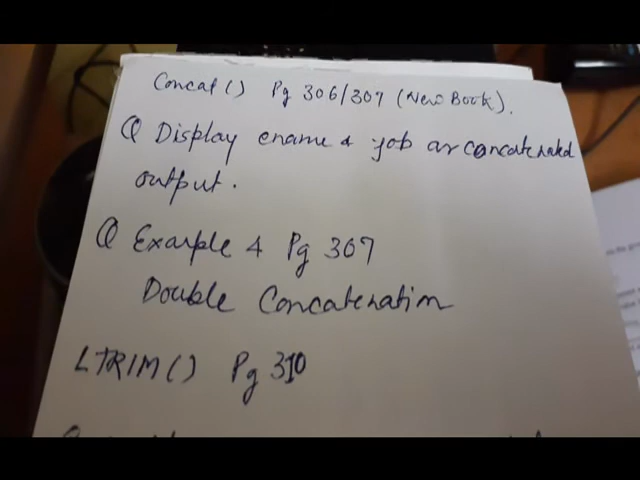 Concat() Pg 306/307 (New Book).
Q Display ename & job as concatenated
output.
Q Example 4 Pg 307
Double Concatenation
LTRIM() Pg 310